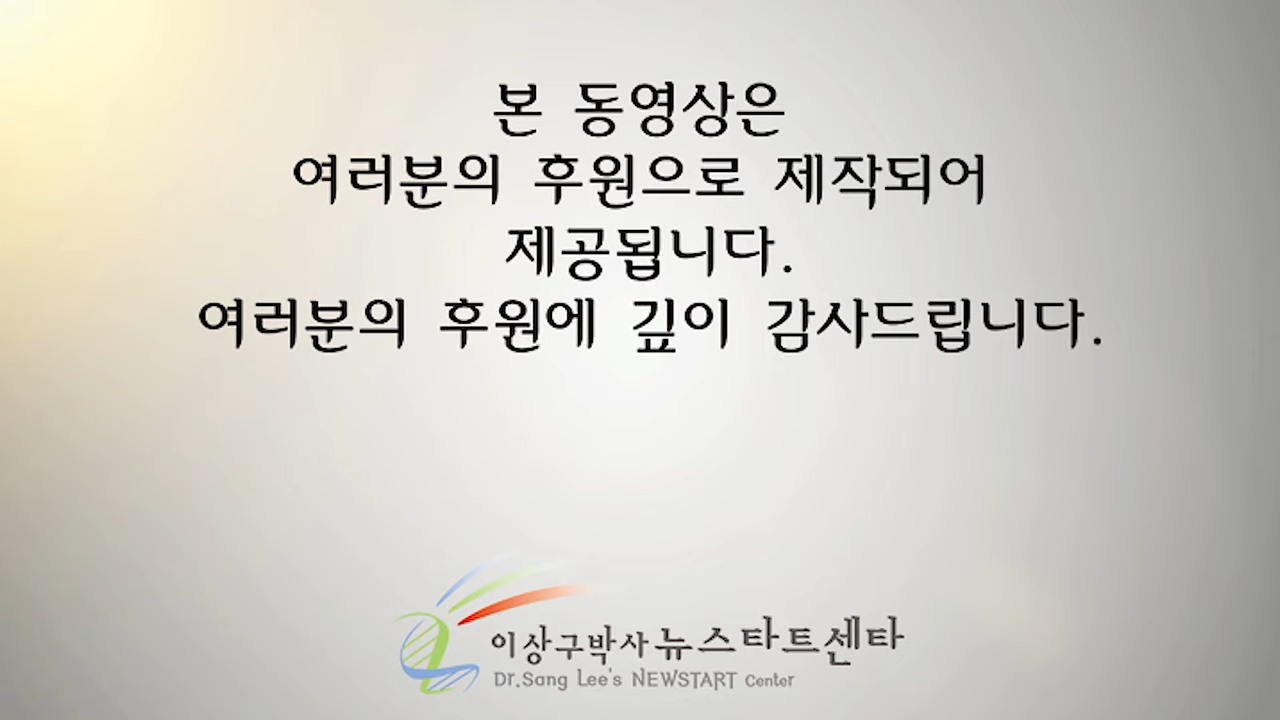 본 동영상은
여러분의 후원으로 제작되어
제공됩니다.
여러분의 후원에 깊이 감사드립니다.
이상구박사 뉴스타트센타
Dr.Sang Lee's NEWSTART Center